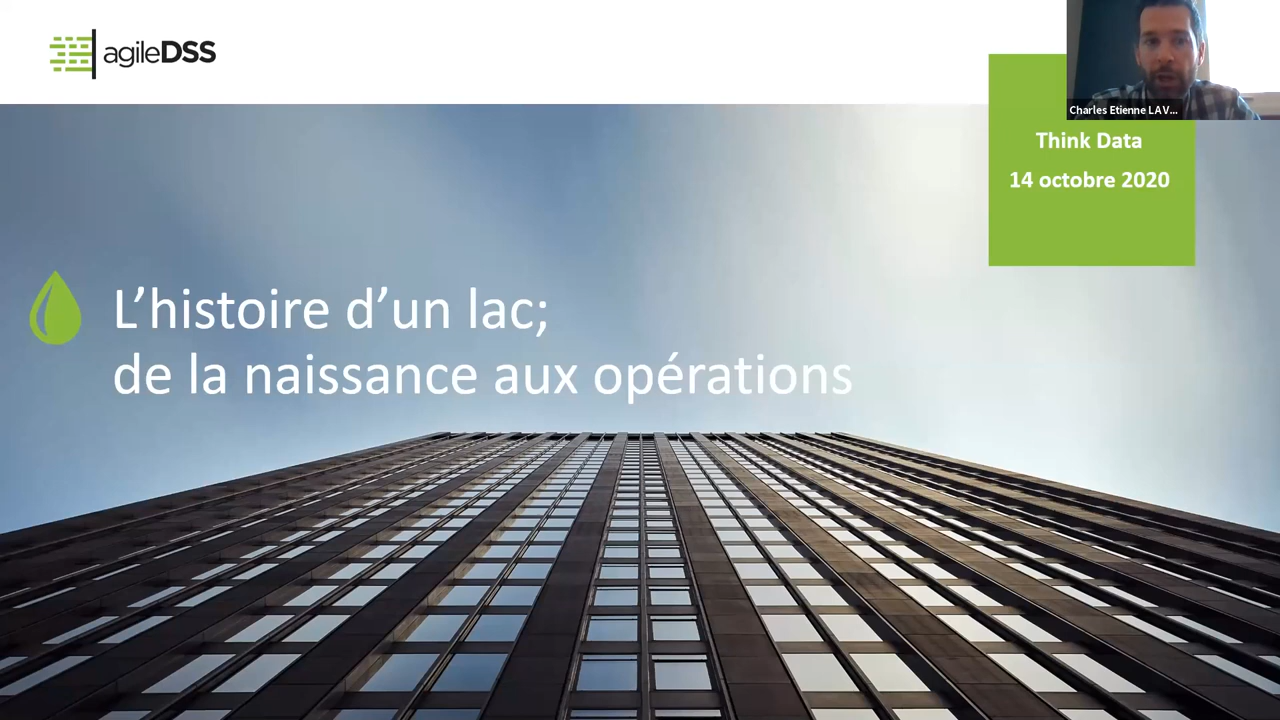 agileDSS
Charles Etienne LAV...
Think Data
14 octobre 2020
L’histoire d’un lac;
de la naissance aux opérations